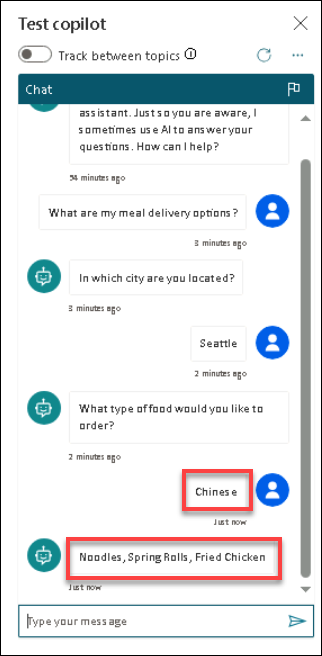 Test copilot
Track between topics
Chat
assistant. Just so you are aware, I
sometimes use AI to answer your
questions. How can I help?
54 minutes ago
What are my meal delivery options?
3 minutes ago
In which city are you located?
3 minutes ago
Seattle
2 minutes ago
What type of food would you like to
order?
2 minutes ago
Chinese
Just now
Noodles, Spring Rolls, Fried Chicken
Just now
Type your message